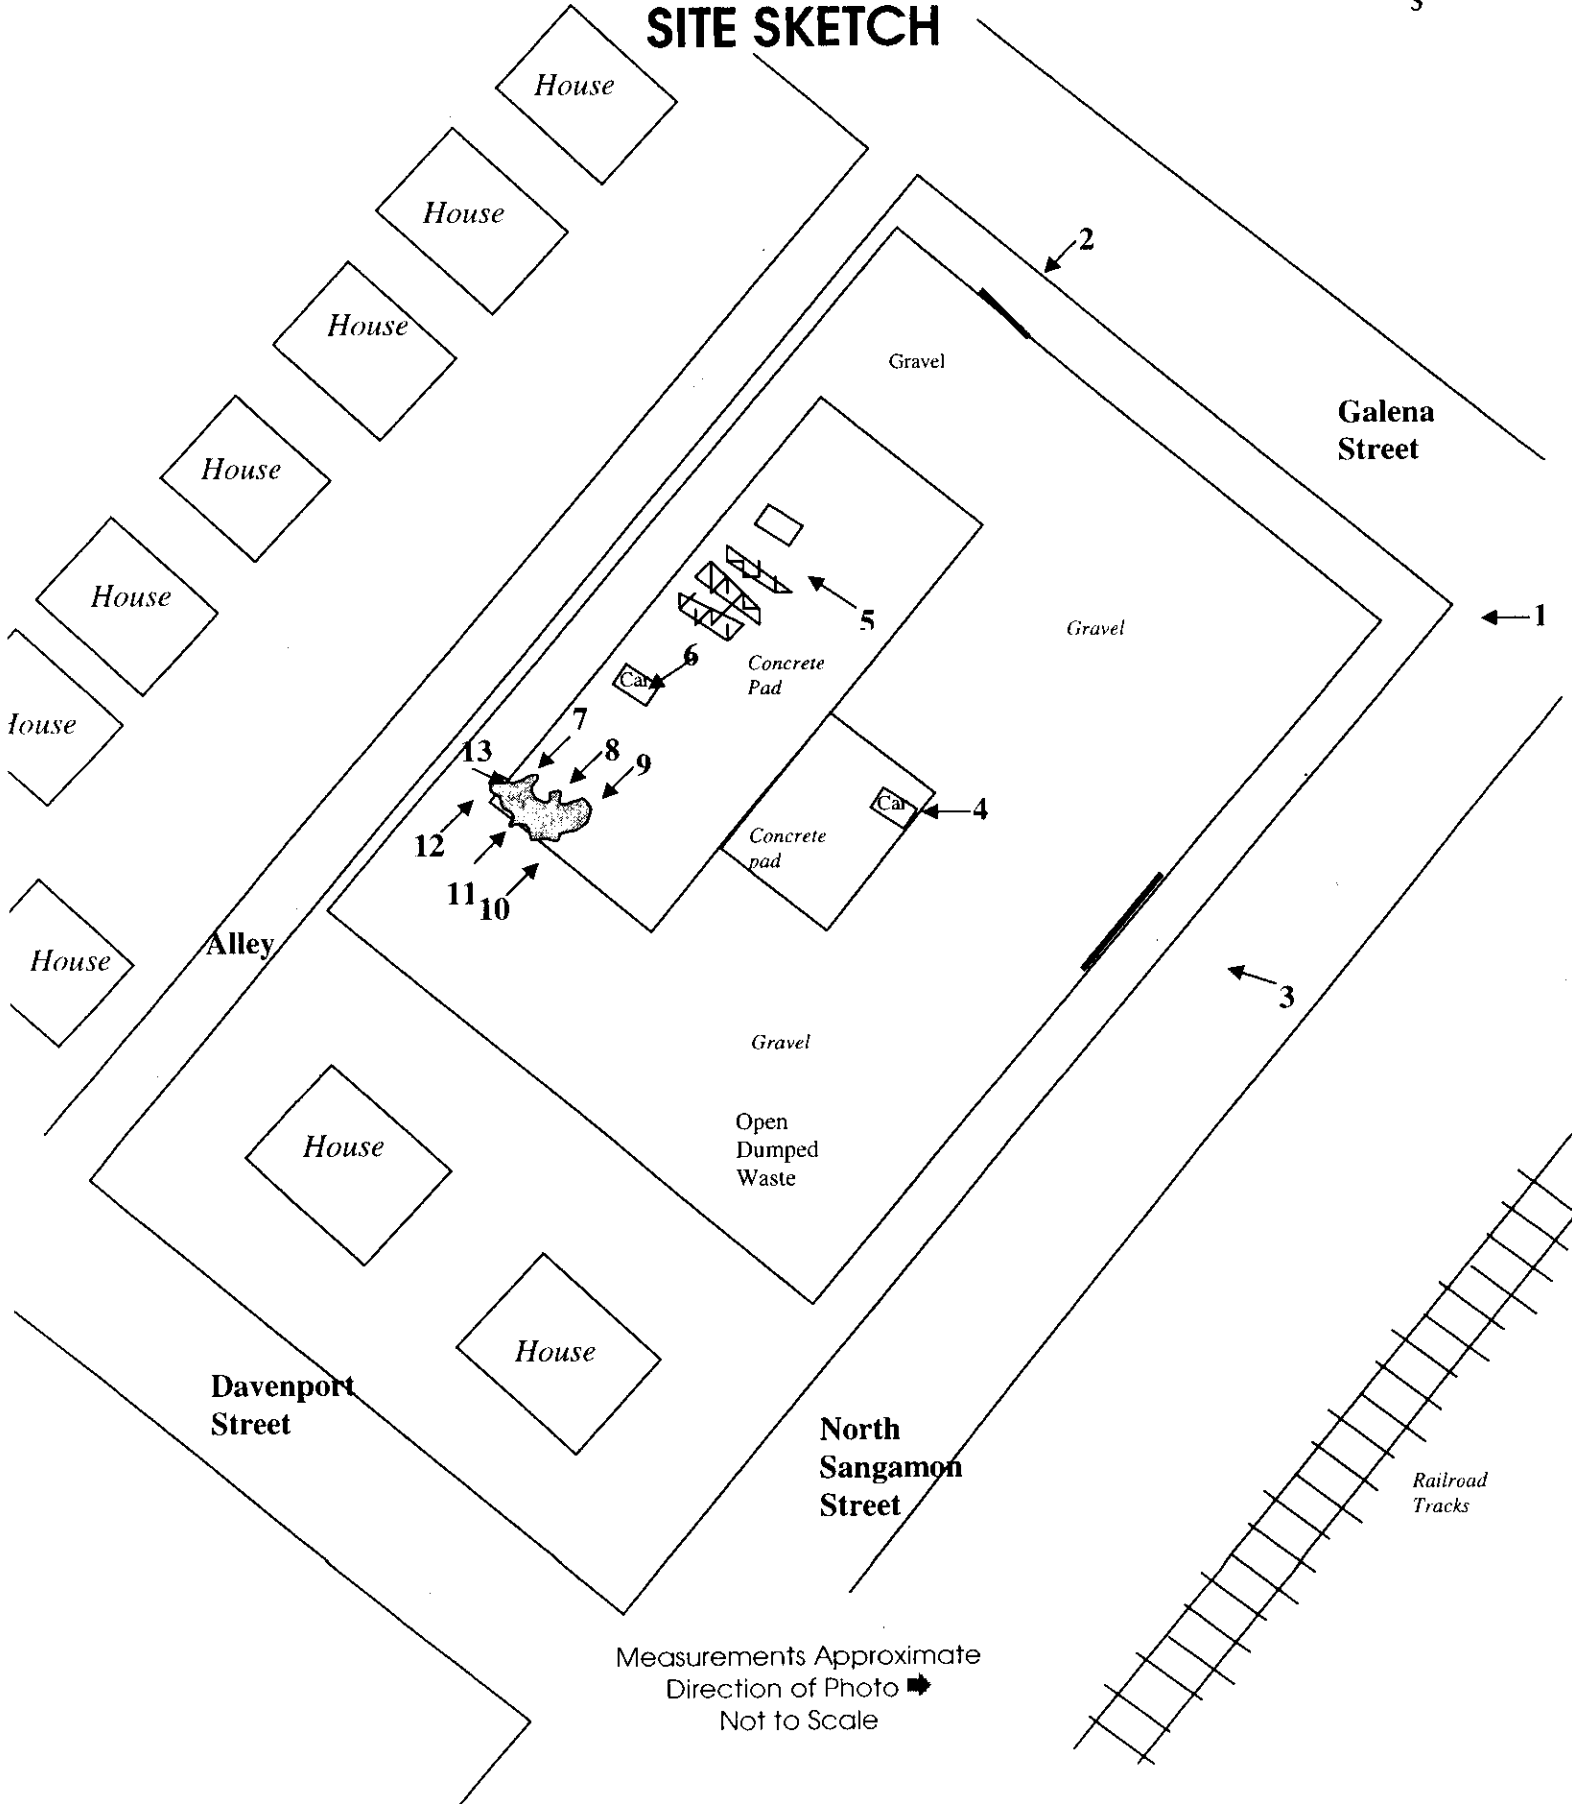 s
SITE SKETCH
House
House
2
House
Gravel
Galena
Street
House
House
5
1
Gravel
6
Concrete
Pad
Car
House
7
13
8
9
Car
4
12
Concrete
pad
11
10
Alley
House
3
Gravel
Open
Dumped
Waste
House
House
Davenport
Street
North
Sangamon
Street
Railroad
Tracks
Measurements Approximate
Direction of Photo
Not to Scale